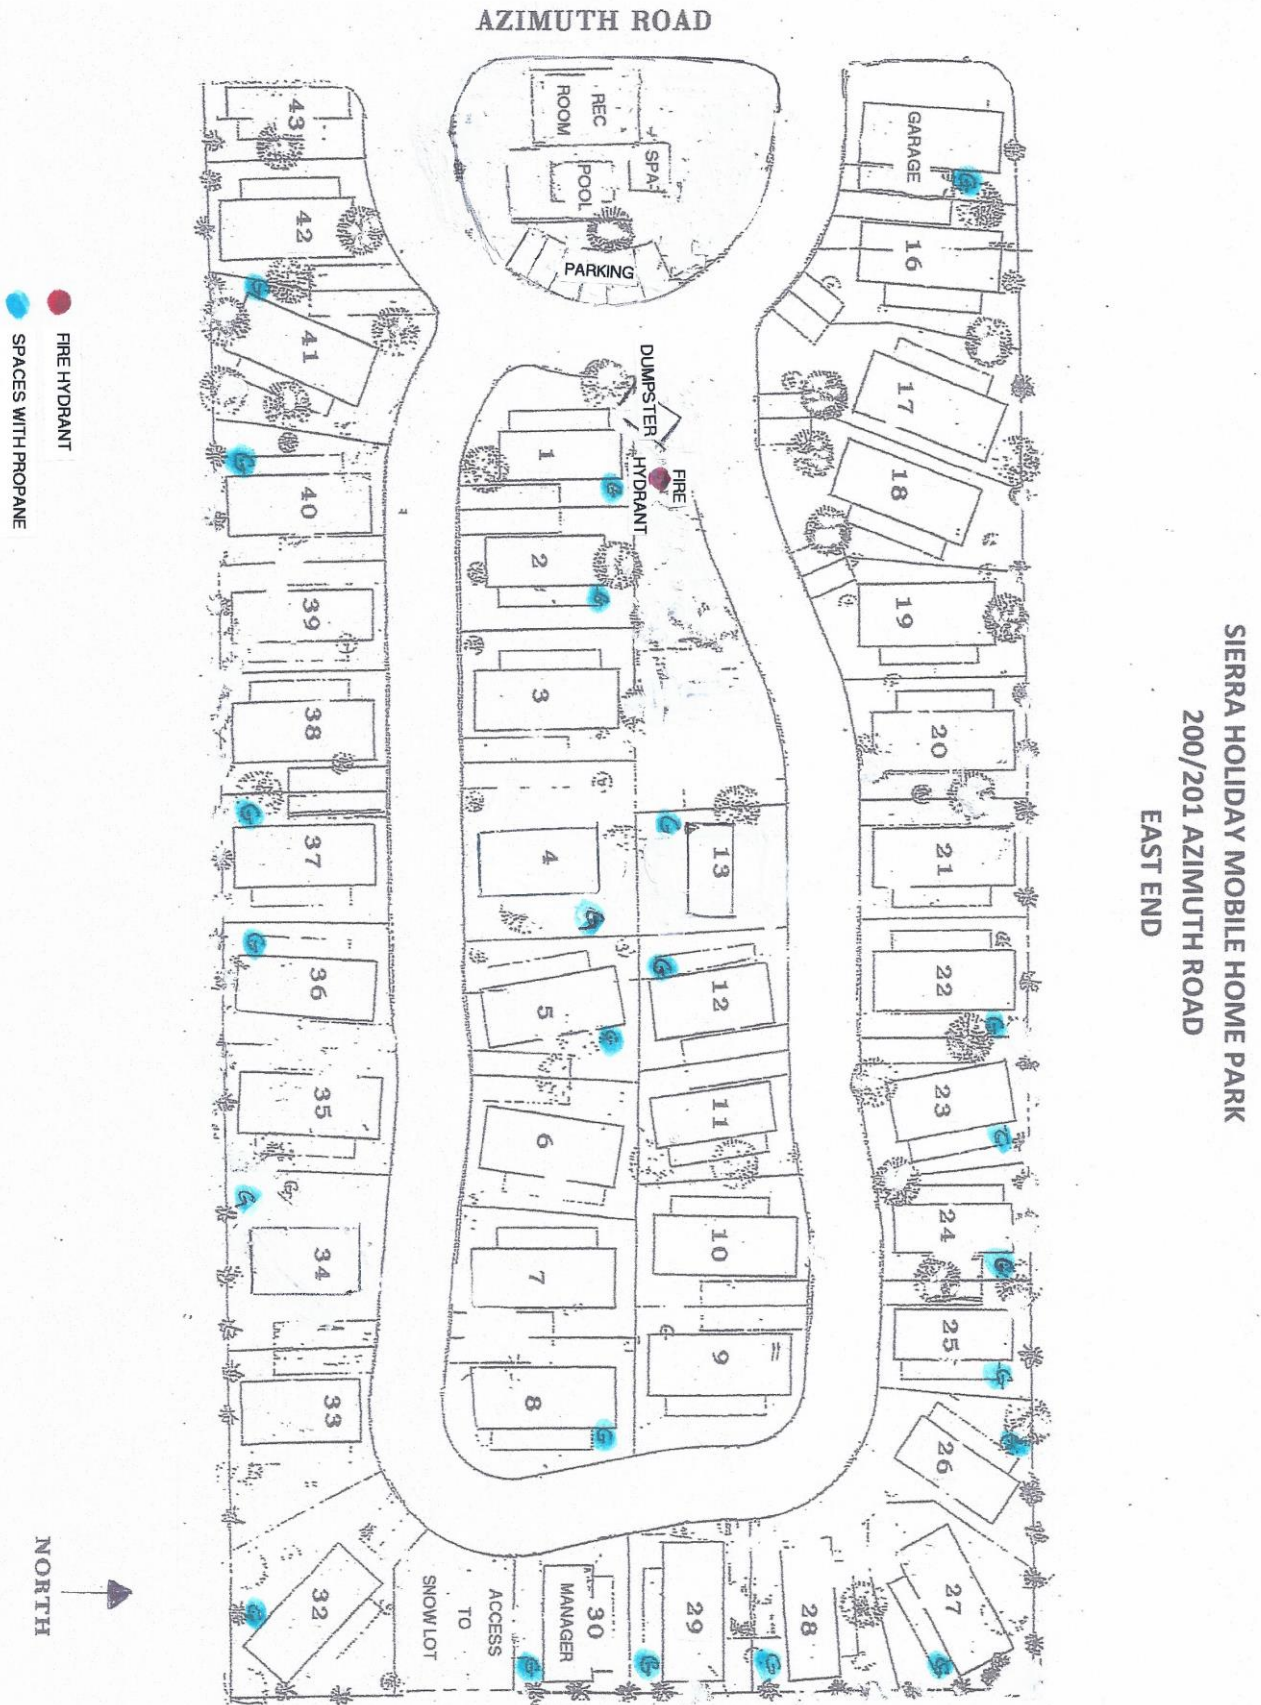 SIERRA HOLIDAY MOBILE HOME PARK
200/201 AZIMUTH ROAD
EAST END
AZIMUTH ROAD
GARAGE
G
16
17
18
19
20
21
22
G
23
G
24
G
25
G
26
G
27
G
28
G
29
G
30
MANAGER
G
ACCESS
TO
SNOWLOT
32
G
33
34
G
G
35
36
G
37
G
38
39
40
G
41
G
42
43
REC
ROOM
SPA
POOL
PARKING
DUMPSTER
FIRE
HYDRANT
1
G
2
G
3
4
G
5
G
6
7
8
G
9
10
11
12
G
13
G
FIRE HYDRANT
SPACES WITH PROPANE
NORTH